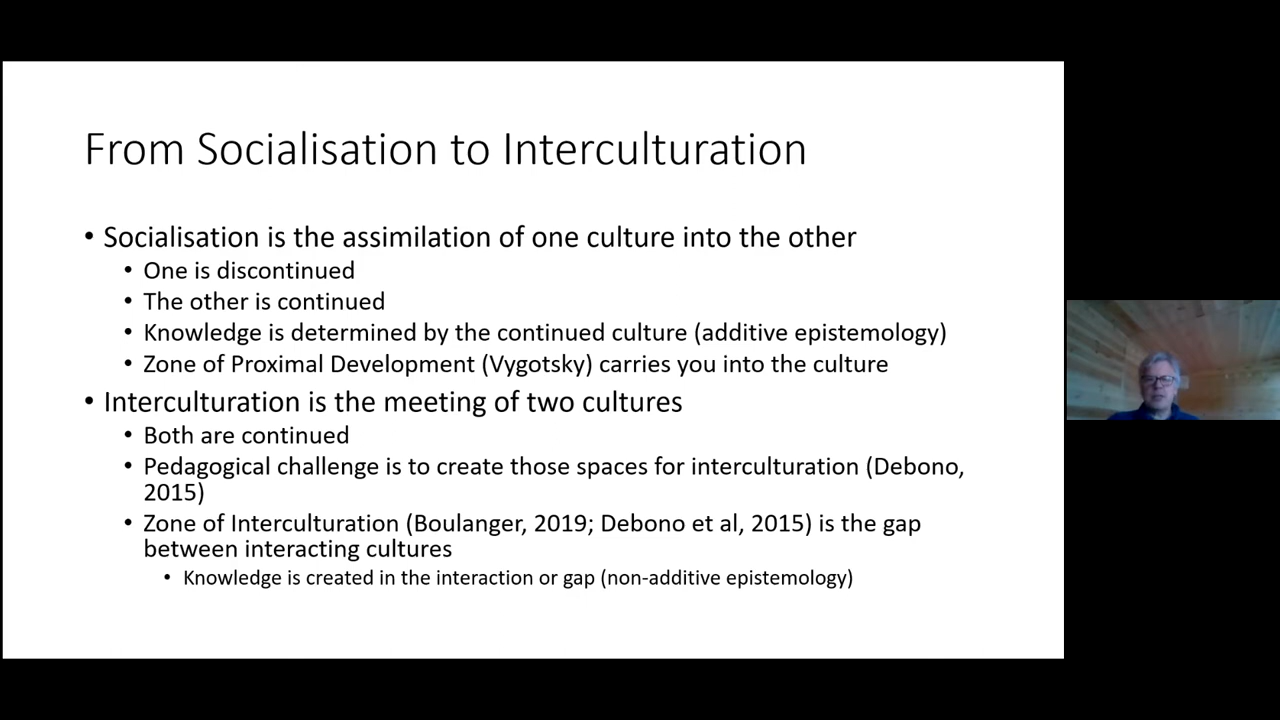 From Socialisation to Interculturation
• Socialisation is the assimilation of one culture into the other
• One is discontinued
• The other is continued
• Knowledge is determined by the continued culture (additive epistemology)
• Zone of Proximal Development (Vygotsky) carries you into the culture
• Interculturation is the meeting of two cultures
• Both are continued
• Pedagogical challenge is to create those spaces for interculturation (Debono,
2015)
• Zone of Interculturation (Boulanger, 2019; Debono et al, 2015) is the gap
between interacting cultures
• Knowledge is created in the interaction or gap (non-additive epistemology)